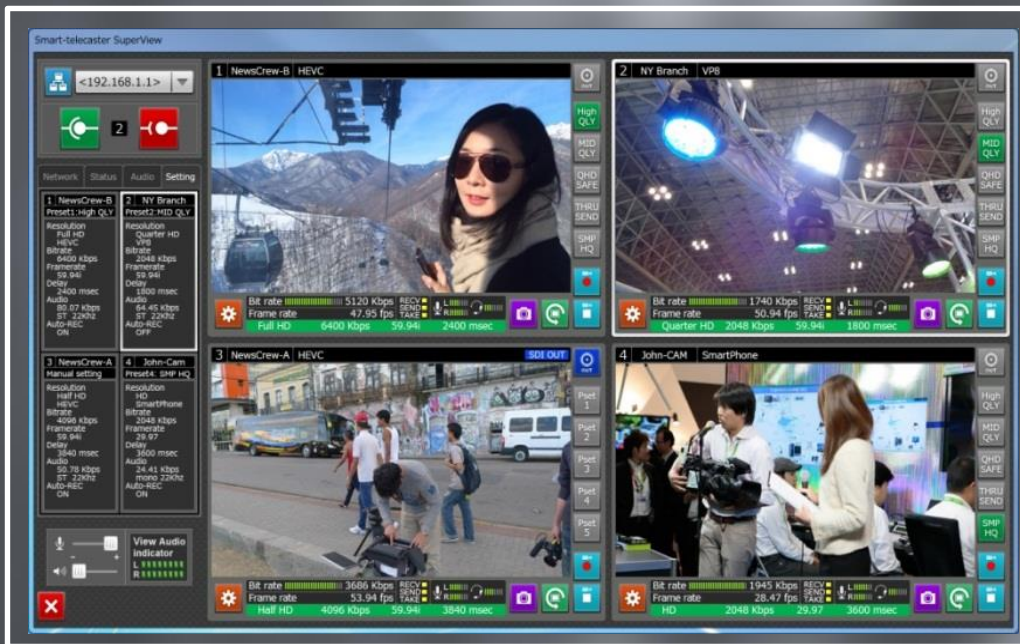 Smart-telecaster SuperView
<192.168.1.1>
2
Network Status Audio Setting
1 NewsCrew-B
Preset1:High QLY
Resolution
Full HD
HEVC
Bitrate
6400 Kbps
Framerate
59.94i
Delay
2400 msec
Audio
80.07 Kbps
ST 22Khz
Auto-REC
ON
2 NY Branch
Preset2:MID QLY
Resolution
Quarter HD
VP8
Bitrate
2048 Kbps
Framerate
59.94i
Delay
1800 msec
Audio
64.45 Kbps
ST 22Khz
Auto-REC
OFF
3 NewsCrew-A
Manual setting
Resolution
Half HD
HEVC
Bitrate
4096 Kbps
Framerate
59.94i
Delay
3840 msec
Audio
50.78 Kbps
ST 22Khz
Auto-REC
ON
4 John-Cam
Preset4: SMP HQ
Resolution
HD
SmartPhone
Bitrate
2048 Kbps
Framerate
29.97
Delay
3600 msec
Audio
24.41 Kbps
mono 22Khz
Auto-REC
ON
- +
View Audio
indicator
L
R
1 NewsCrew-B HEVC
OUT
High
QLY
MID
QLY
QHD
SAFE
THRU
SEND
SMP
HQ
Bit rate 5120 Kbps RECV L
Frame rate 47.95 fps SEND TAKE R
Full HD 6400 Kbps 59.94i 2400 msec
2 NY Branch VP8
OUT
High
QLY
MID
QLY
QHD
SAFE
THRU
SEND
SMP
HQ
Bit rate 1740 Kbps RECV L
Frame rate 50.94 fps SEND TAKE R
Quarter HD 2048 Kbps 59.94i 1800 msec
3 NewsCrew-A HEVC SDI OUT
OUT
Pset
1
Pset
2
Pset
3
Pset
4
Pset
5
Bit rate 3686 Kbps RECV L
Frame rate 53.94 fps SEND TAKE R
Half HD 4096 Kbps 59.94i 3840 msec
4 John-CAM SmartPhone
OUT
High
QLY
MID
QLY
QHD
SAFE
THRU
SEND
SMP
HQ
Bit rate 1945 Kbps RECV L
Frame rate 28.47 fps SEND TAKE R
HD 2048 Kbps 29.97 3600 msec